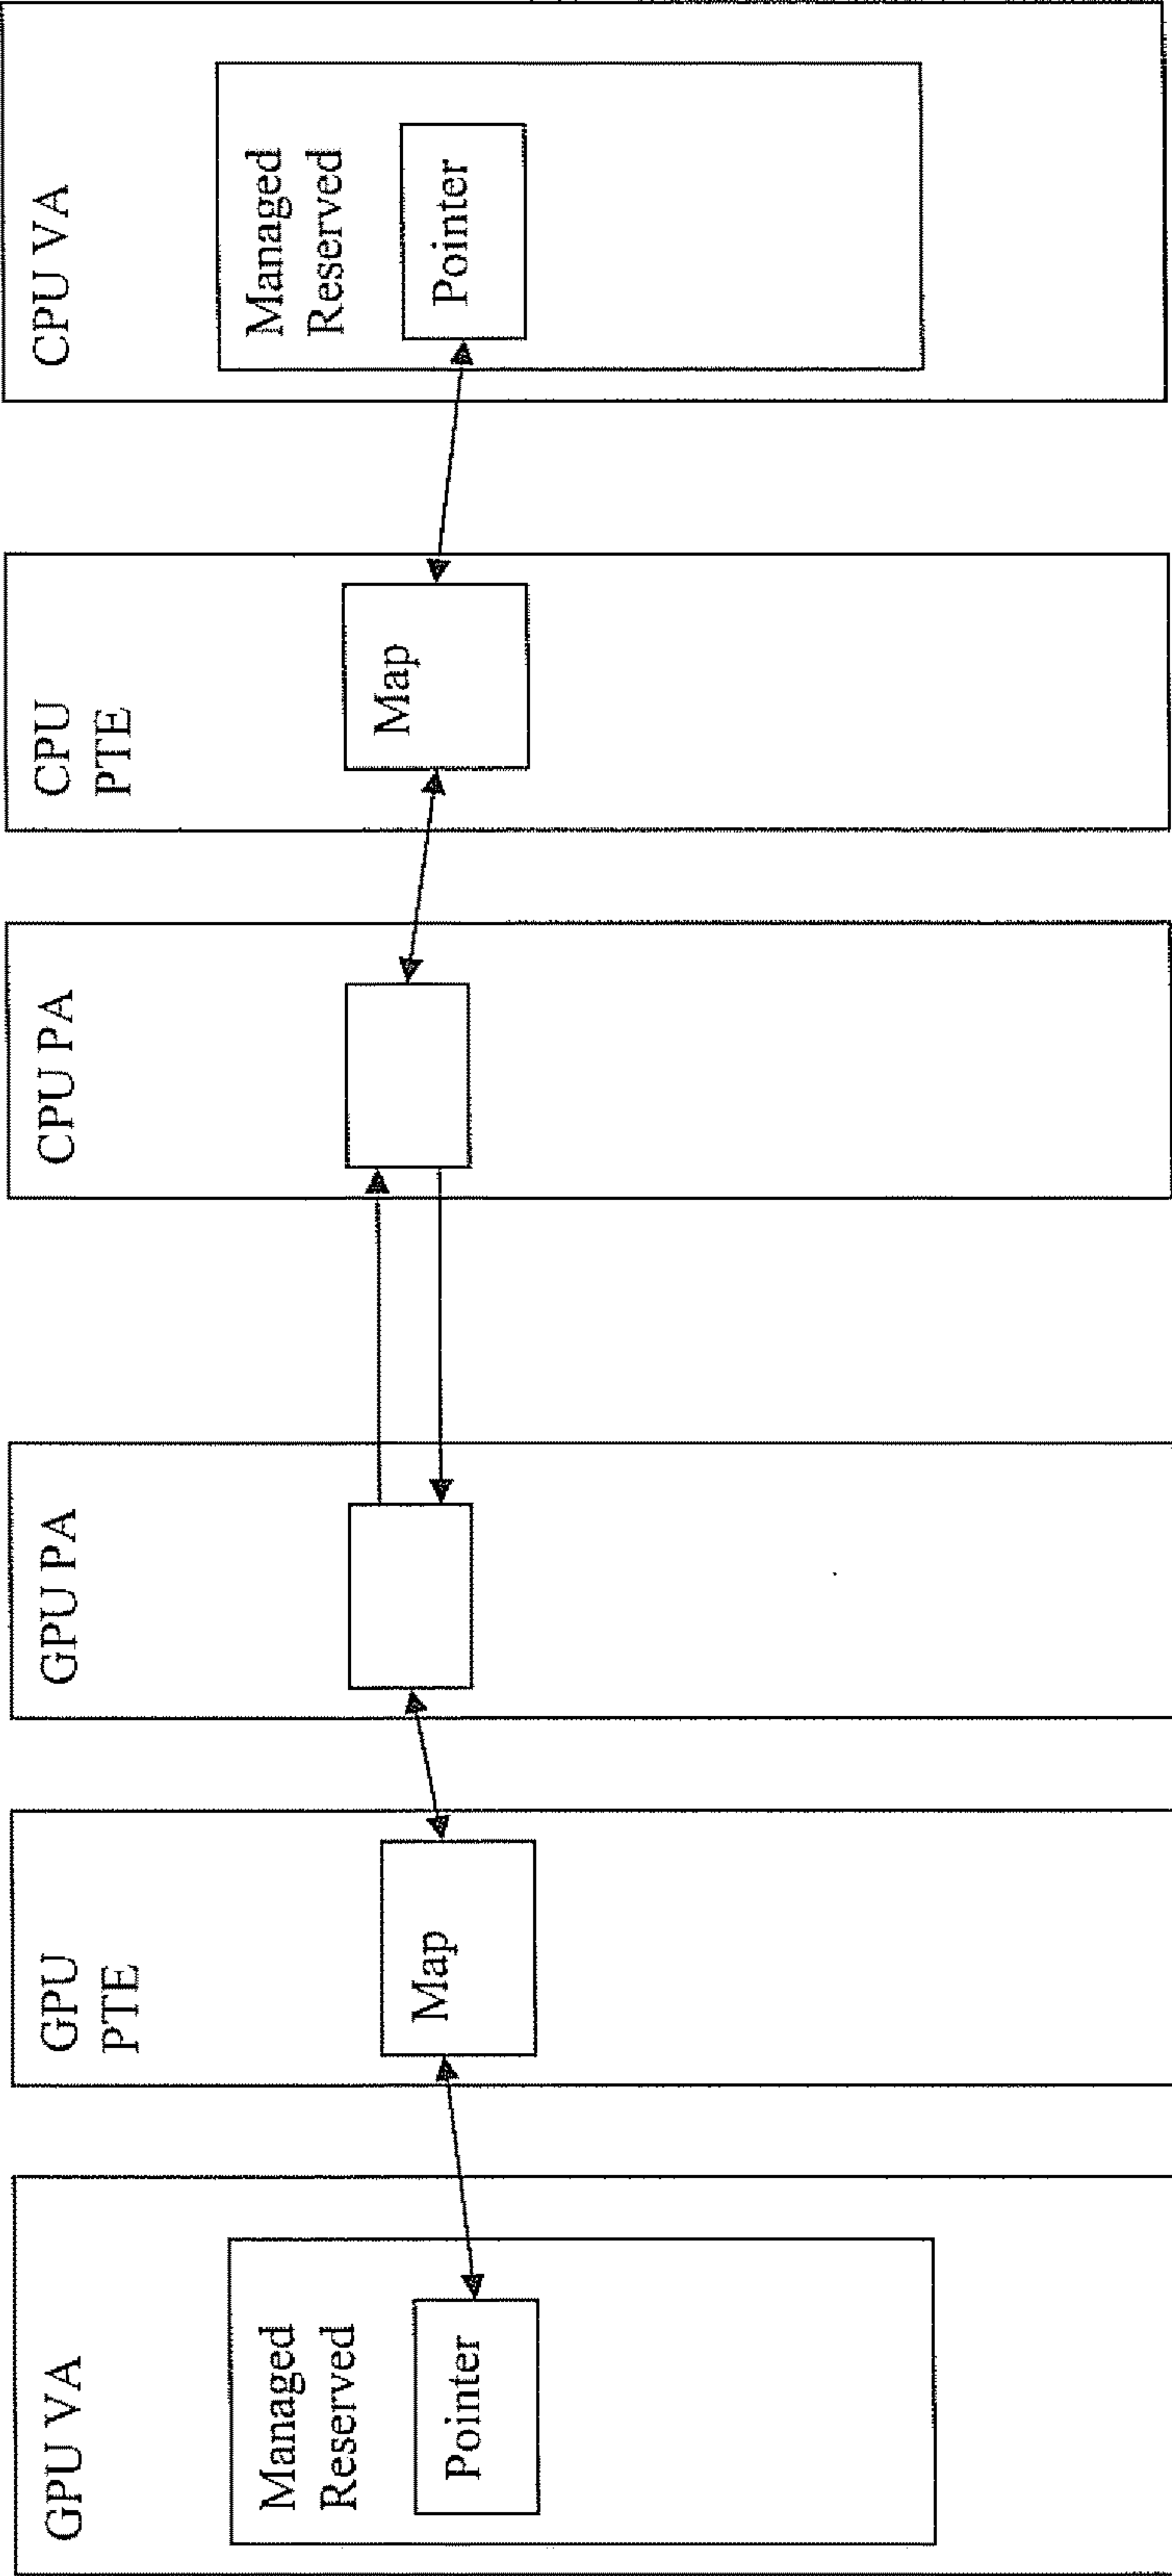 GPU VA
Managed
Reserved
Pointer
GPU
PTE
Map
GPU PA
CPU PA
CPU
PTE
Map
CPU VA
Managed
Reserved
Pointer